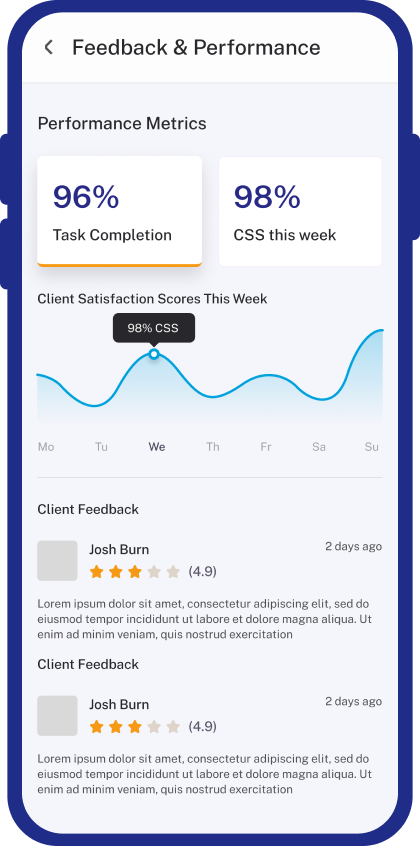 Feedback & Performance
Performance Metrics
96%
Task Completion
98%
CSS this week
Client Satisfaction Scores This Week
98% CSS
Mo Tu We Th Fr Sa Su
Client Feedback
Josh Burn
2 days ago
(4.9)
Lorem ipsum dolor sit amet, consectetur adipiscing elit, sed do
eiusmod tempor incididunt ut labore et dolore magna aliqua. Ut
enim ad minim veniam, quis nostrud exercitation
Client Feedback
Josh Burn
2 days ago
(4.9)
Lorem ipsum dolor sit amet, consectetur adipiscing elit, sed do
eiusmod tempor incididunt ut labore et dolore magna aliqua. Ut
enim ad minim veniam, quis nostrud exercitation